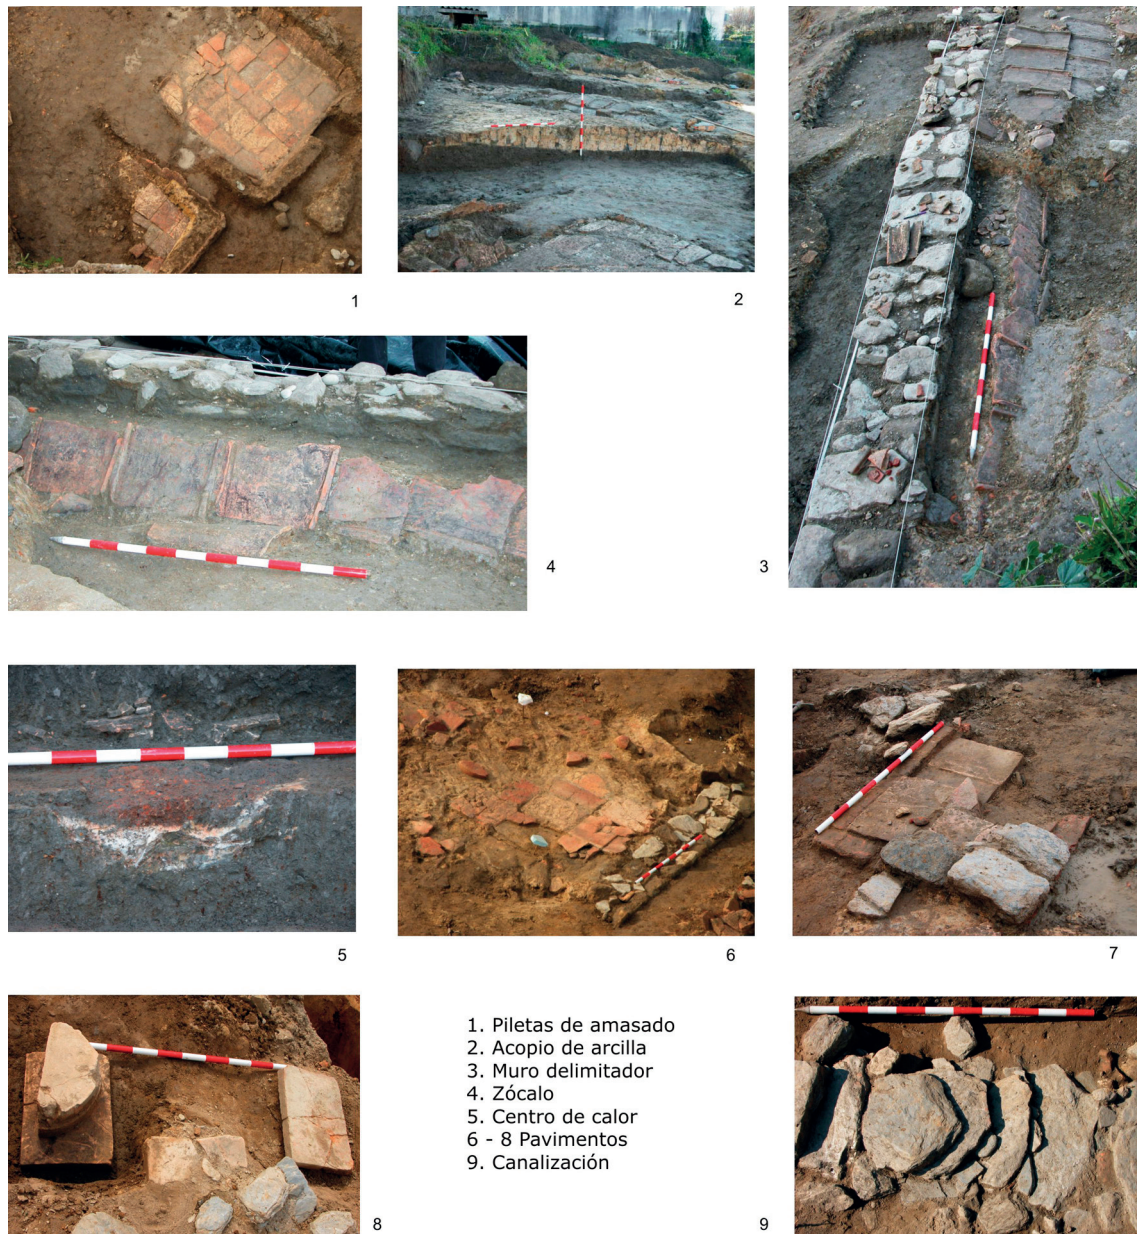 1
2
4
3
5
6
7
1. Piletas de amasado
2. Acopio de arcilla
3. Muro delimitador
4. Zócalo
5. Centro de calor
6 - 8 Pavimentos
9. Canalización
8
9